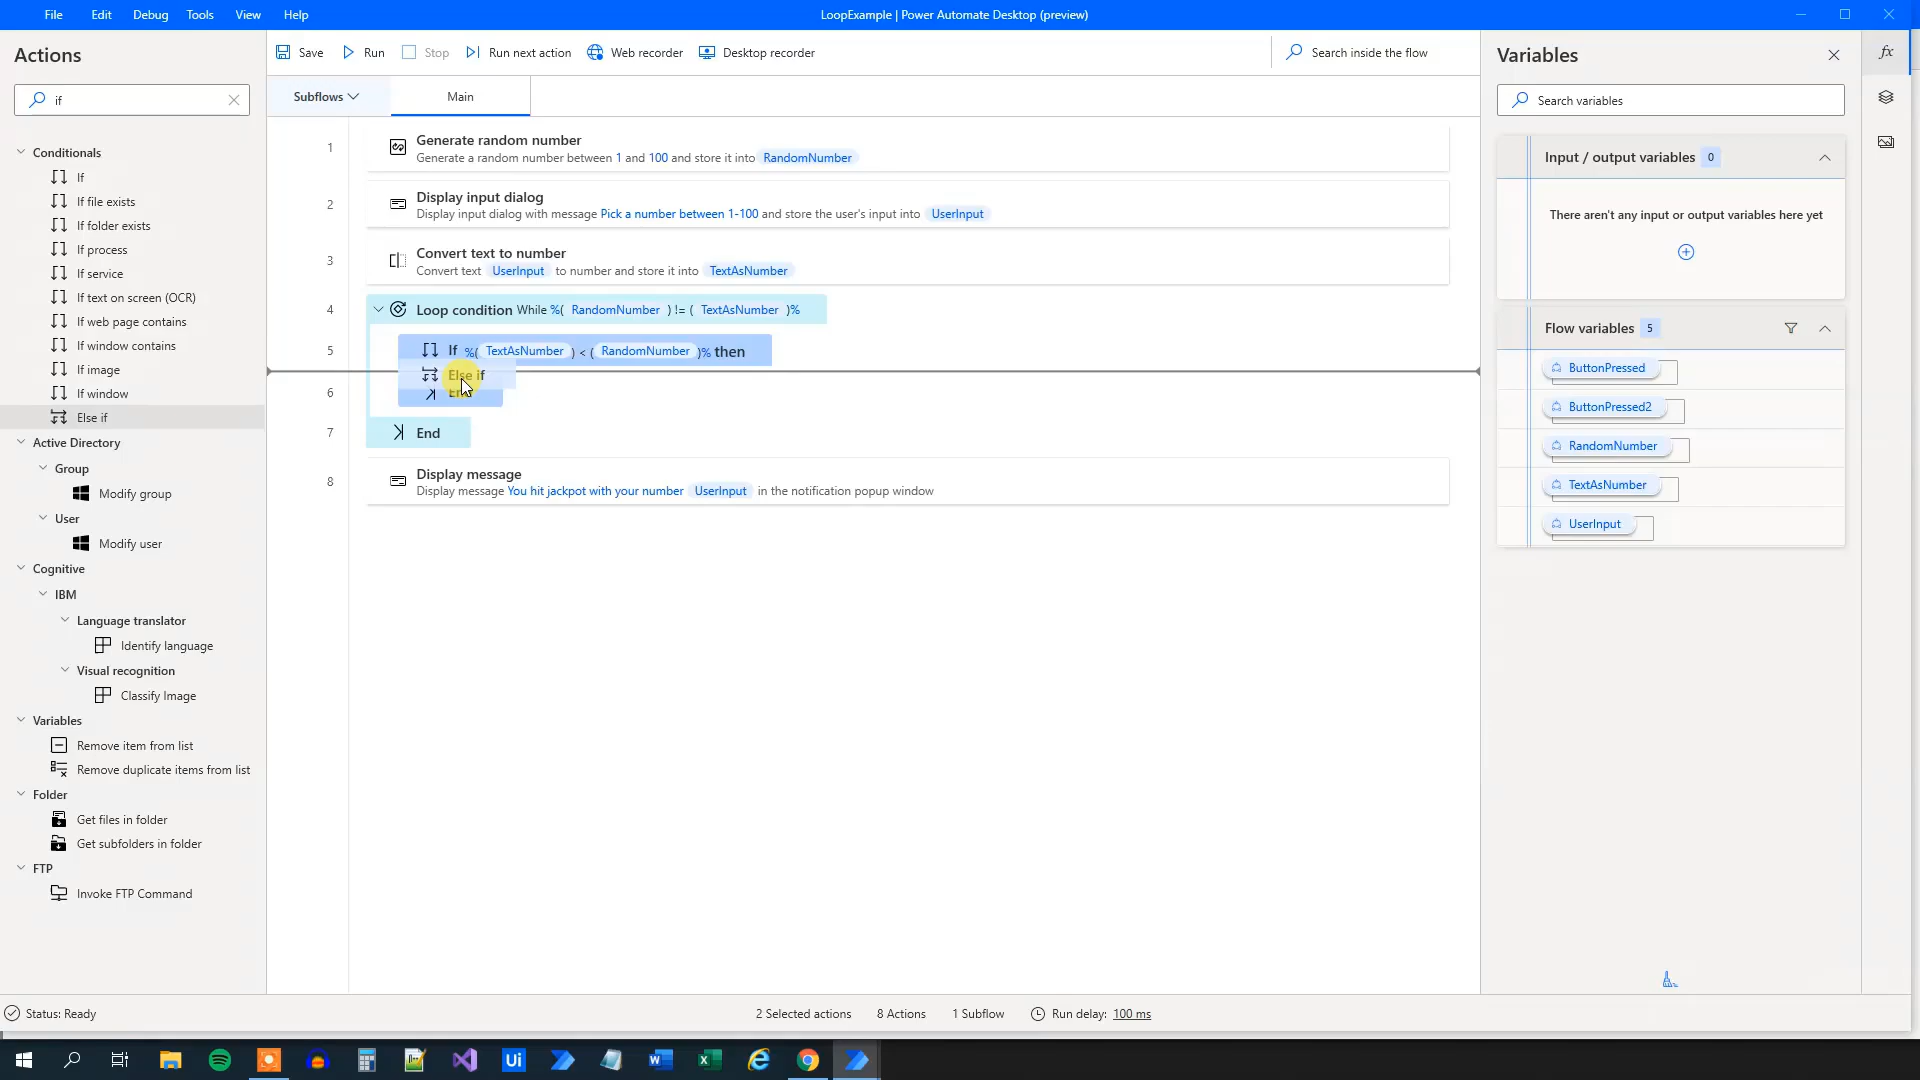 File Edit Debug Tools View Help
LoopExample | Power Automate Desktop (preview)
Actions
if
Conditionals
If
If file exists
If folder exists
If process
If service
If text on screen (OCR)
If web page contains
If window contains
If image
If window
Else if
Active Directory
Group
Modify group
User
Modify user
Cognitive
IBM
Language translator
Identify language
Visual recognition
Classify Image
Variables
Remove item from list
Remove duplicate items from list
Folder
Get files in folder
Get subfolders in folder
FTP
Invoke FTP Command
Save Run Stop Run next action Web recorder Desktop recorder
Search inside the flow
Subflows Main
1 Generate random number
Generate a random number between 1 and 100 and store it into RandomNumber
2 Display input dialog
Display input dialog with message Pick a number between 1-100 and store the user's input into UserInput
3 Convert text to number
Convert text UserInput to number and store it into TextAsNumber
4 Loop condition While %( RandomNumber ) != ( TextAsNumber )%
5 If %( TextAsNumber ) < ( RandomNumber )% then
Else if
6 End
7 End
8 Display message
Display message You hit jackpot with your number UserInput in the notification popup window
Variables
fx
Search variables
Input / output variables 0
There aren't any input or output variables here yet
Flow variables 5
ButtonPressed
ButtonPressed2
RandomNumber
TextAsNumber
UserInput
Status: Ready
2 Selected actions 8 Actions 1 Subflow Run delay: 100 ms
Ui